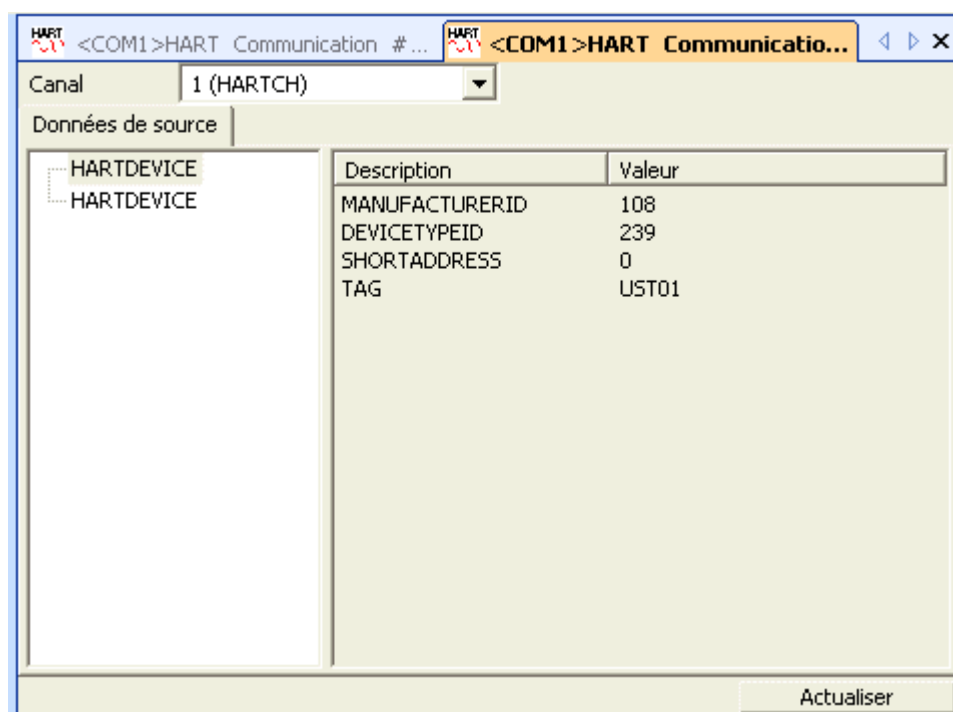 HART <COM1>HART Communication #... HART <COM1>HART Communicatio...
Canal 1 (HARTCH)
Données de source
HARTDEVICE
HARTDEVICE
Description Valeur
MANUFACTURERID 108
DEVICETYPEID 239
SHORTADDRESS 0
TAG UST01
Actualiser